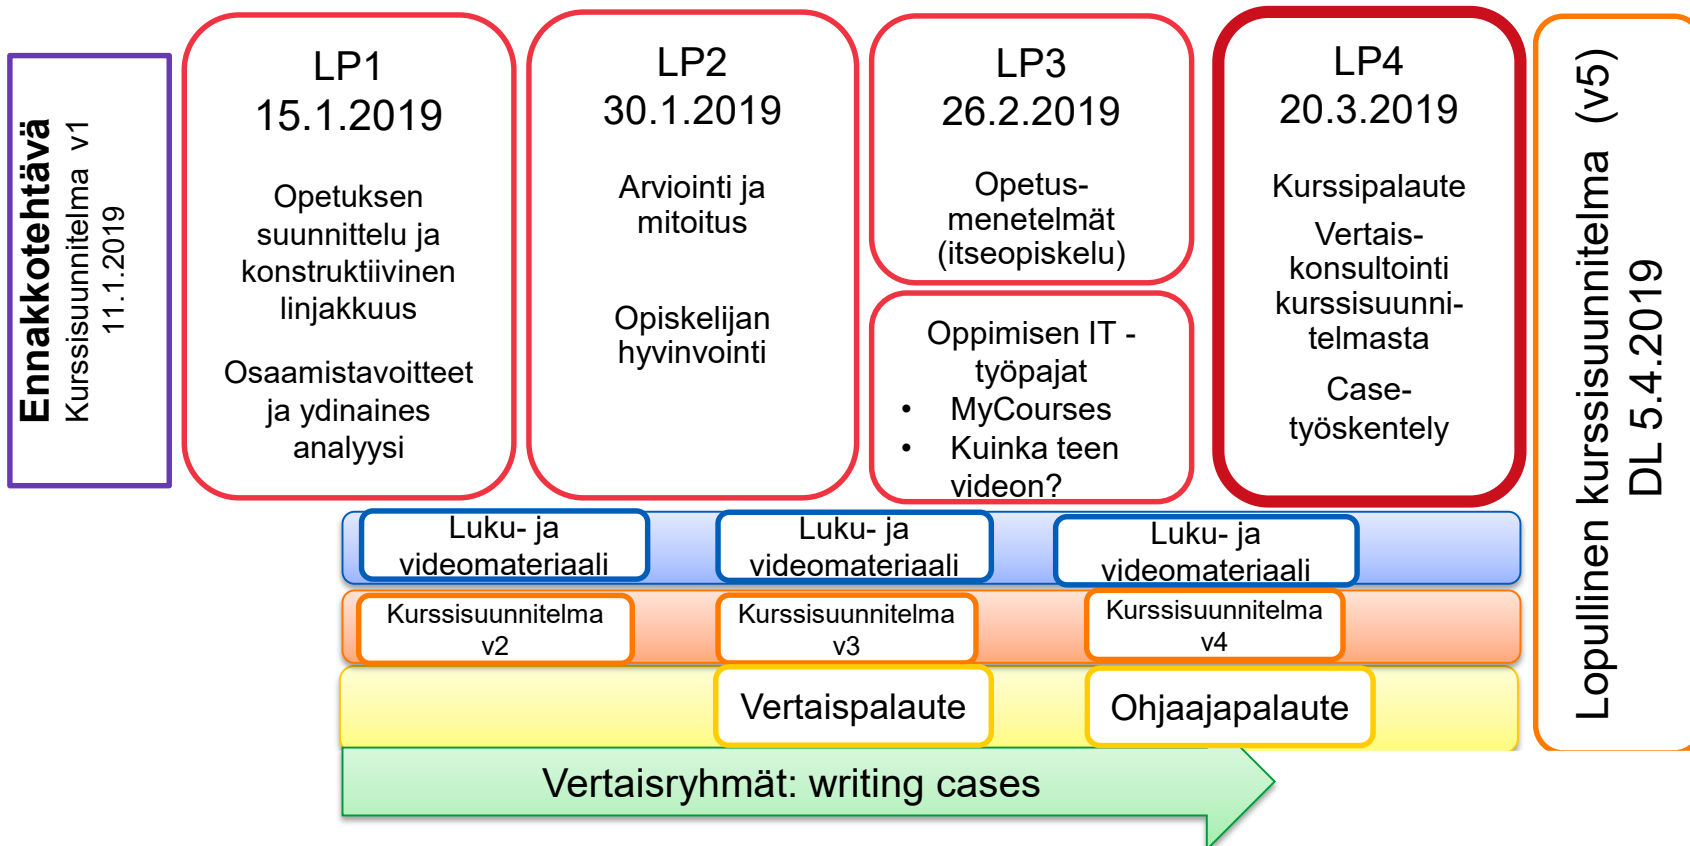 Ennakkotehtävä
Kurssisuunnitelma v1
11.1.2019
LP1
15.1.2019
Opetuksen
suunnittelu ja
konstruktiivinen
linjakkuus
Osaamistavoitteet
ja ydinaines
analyysi
LP2
30.1.2019
Arviointi ja
mitoitus
Opiskelijan
hyvinvointi
LP3
26.2.2019
Opetus-
menetelmät
(itseopiskelu)
Oppimisen IT -
työpajat
• MyCourses
• Kuinka teen
videon?
LP4
20.3.2019
Kurssipalaute
Vertais-
konsultointi
kurssisuunni-
telmasta
Case-
työskentely
Lopullinen kurssisuunnitelma (v5)
DL 5.4.2019
Luku- ja
videomateriaali
Luku- ja
videomateriaali
Luku- ja
videomateriaali
Kurssisuunnitelma
v2
Kurssisuunnitelma
v3
Kurssisuunnitelma
v4
Vertaispalaute
Ohjaajapalaute
Vertaisryhmät: writing cases